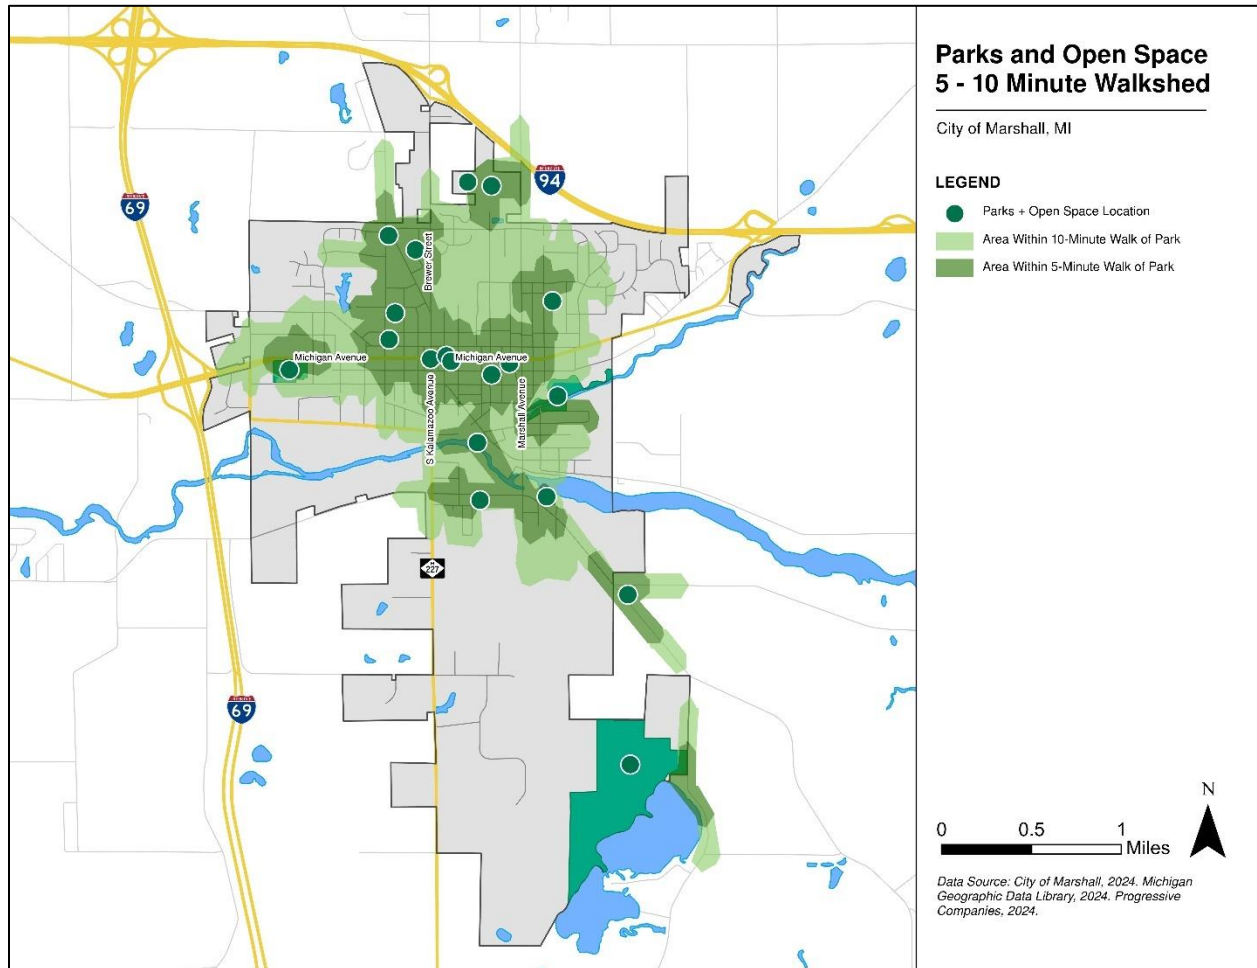 Parks and Open Space
5 - 10 Minute Walkshed
City of Marshall, MI
LEGEND
Parks + Open Space Location
Area Within 10-Minute Walk of Park
Area Within 5-Minute Walk of Park
94
69
Brewer Street
Michigan Avenue
Michigan Avenue
S Kalamazoo Avenue
Marshall Avenue
M
227
69
N
0
0.5
1
Miles
Data Source: City of Marshall, 2024. Michigan
Geographic Data Library, 2024. Progressive
Companies, 2024.